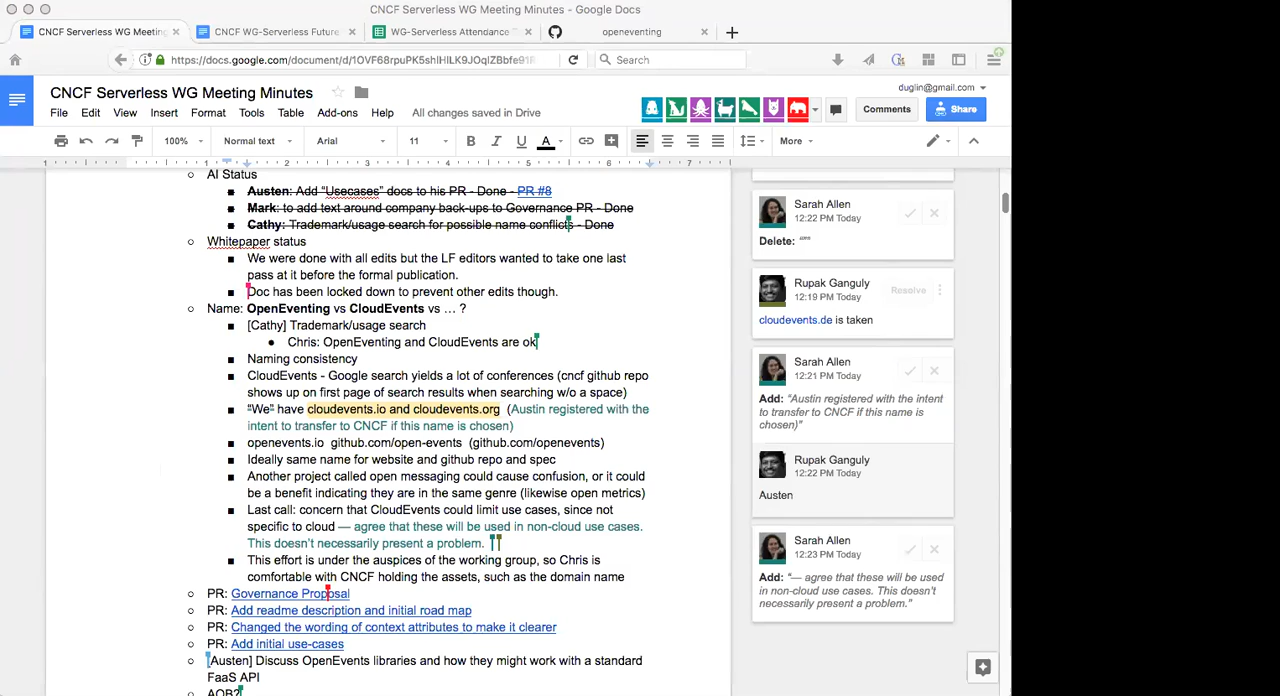 CNCF Serverless WG Meeting Minutes - Google Docs
CNCF Serverless WG Meeting
CNCF WG-Serverless Future
WG-Serverless Attendance
openeventing
https://docs.google.com/document/d/1OVF68rpuPK5shIHILK9JOqlZBbfe91R
Search
duglin@gmail.com
CNCF Serverless WG Meeting Minutes
File Edit View Insert Format Tools Table Add-ons Help All changes saved in Drive
Comments
Share
100% Normal text Arial 11 B I U A More
1 1 2 3 4 5 6 7
AI Status
Austen: Add “Usecases” docs to his PR - Done - PR #8
Mark: to add text around company back-ups to Governance PR - Done
Cathy: Trademark/usage search for possible name conflicts - Done
Whitepaper status
We were done with all edits but the LF editors wanted to take one last
pass at it before the formal publication.
Doc has been locked down to prevent other edits though.
Name: OpenEventing vs CloudEvents vs … ?
[Cathy] Trademark/usage search
Chris: OpenEventing and CloudEvents are ok
Naming consistency
CloudEvents - Google search yields a lot of conferences (cncf github repo
shows up on first page of search results when searching w/o a space)
“We” have cloudevents.io and cloudevents.org (Austin registered with the
intent to transfer to CNCF if this name is chosen)
openevents.io github.com/open-events (github.com/openevents)
Ideally same name for website and github repo and spec
Another project called open messaging could cause confusion, or it could
be a benefit indicating they are in the same genre (likewise open metrics)
Last call: concern that CloudEvents could limit use cases, since not
specific to cloud — agree that these will be used in non-cloud use cases.
This doesn’t necessarily present a problem.
This effort is under the auspices of the working group, so Chris is
comfortable with CNCF holding the assets, such as the domain name
PR: Governance Proposal
PR: Add readme description and initial road map
PR: Changed the wording of context attributes to make it clearer
PR: Add initial use-cases
[Austen] Discuss OpenEvents libraries and how they might work with a standard
FaaS API
AOB?
Sarah Allen
12:22 PM Today
Delete: “"”
Rupak Ganguly
12:19 PM Today
Resolve
cloudevents.de is taken
Sarah Allen
12:21 PM Today
Add: “Austin registered with the intent
to transfer to CNCF if this name is
chosen)”
Rupak Ganguly
12:22 PM Today
Austen
Sarah Allen
12:23 PM Today
Add: “— agree that these will be used
in non-cloud use cases. This doesn’t
necessarily present a problem.”